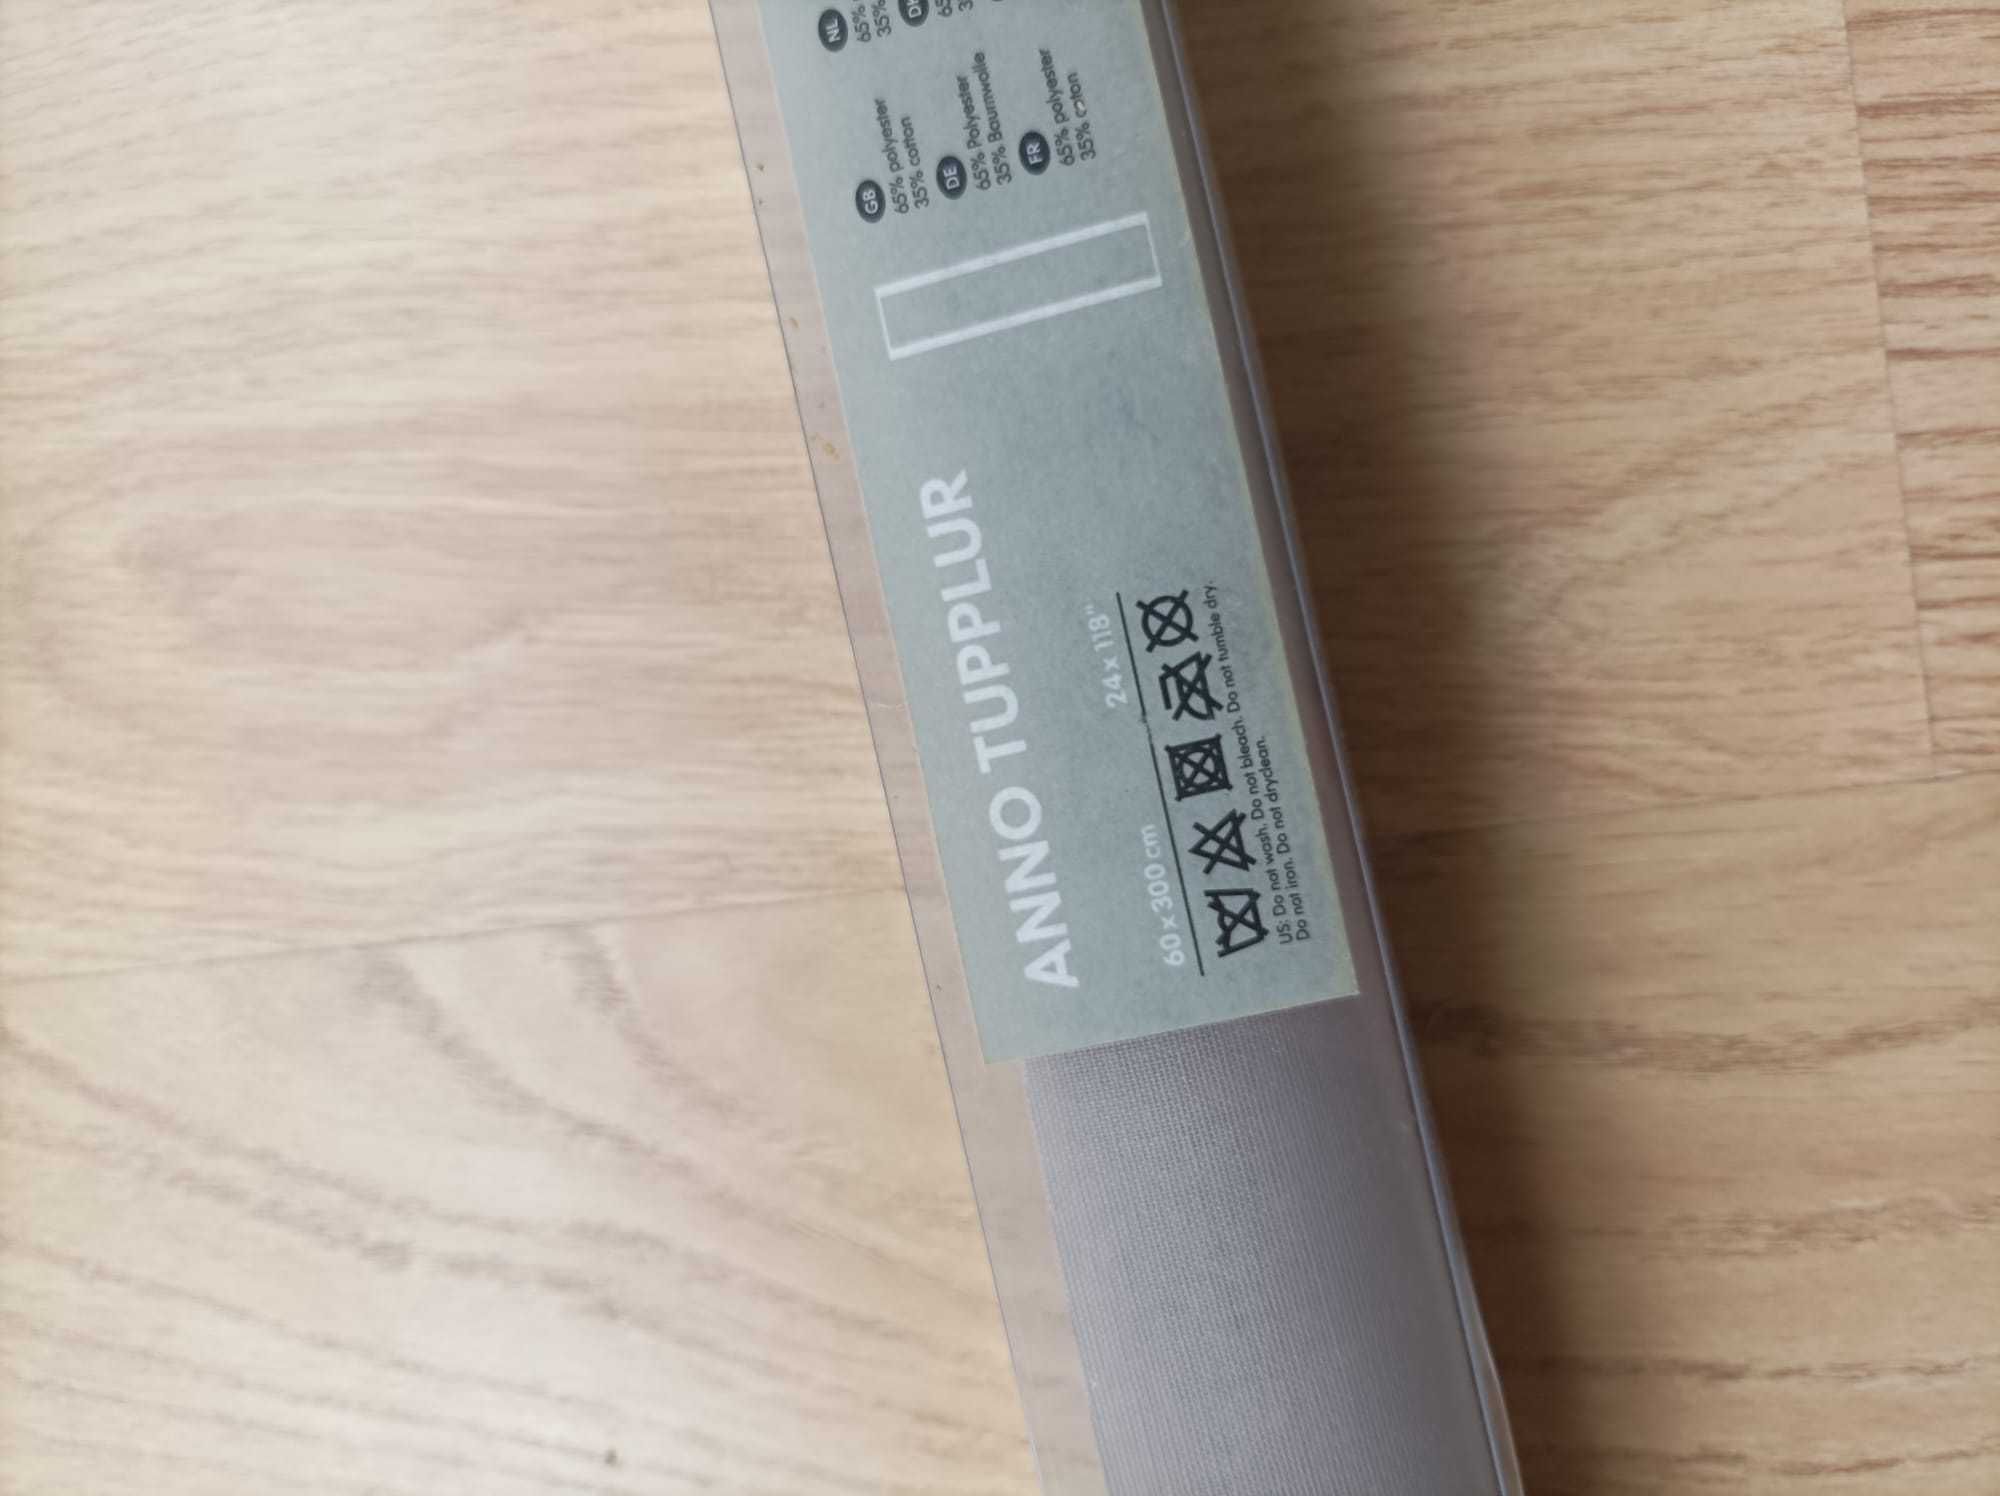 ANNO TUPPLUR
60 x 300 cm
24 x 118"
US: Do not wash. Do not bleach. Do not tumble dry.
Do not iron. Do not dryclean.
GB
65% polyester
35% cotton
DE
65% Polyester
35% Baumwolle
FR
65% polyester
35% coton
NL
65%
35%